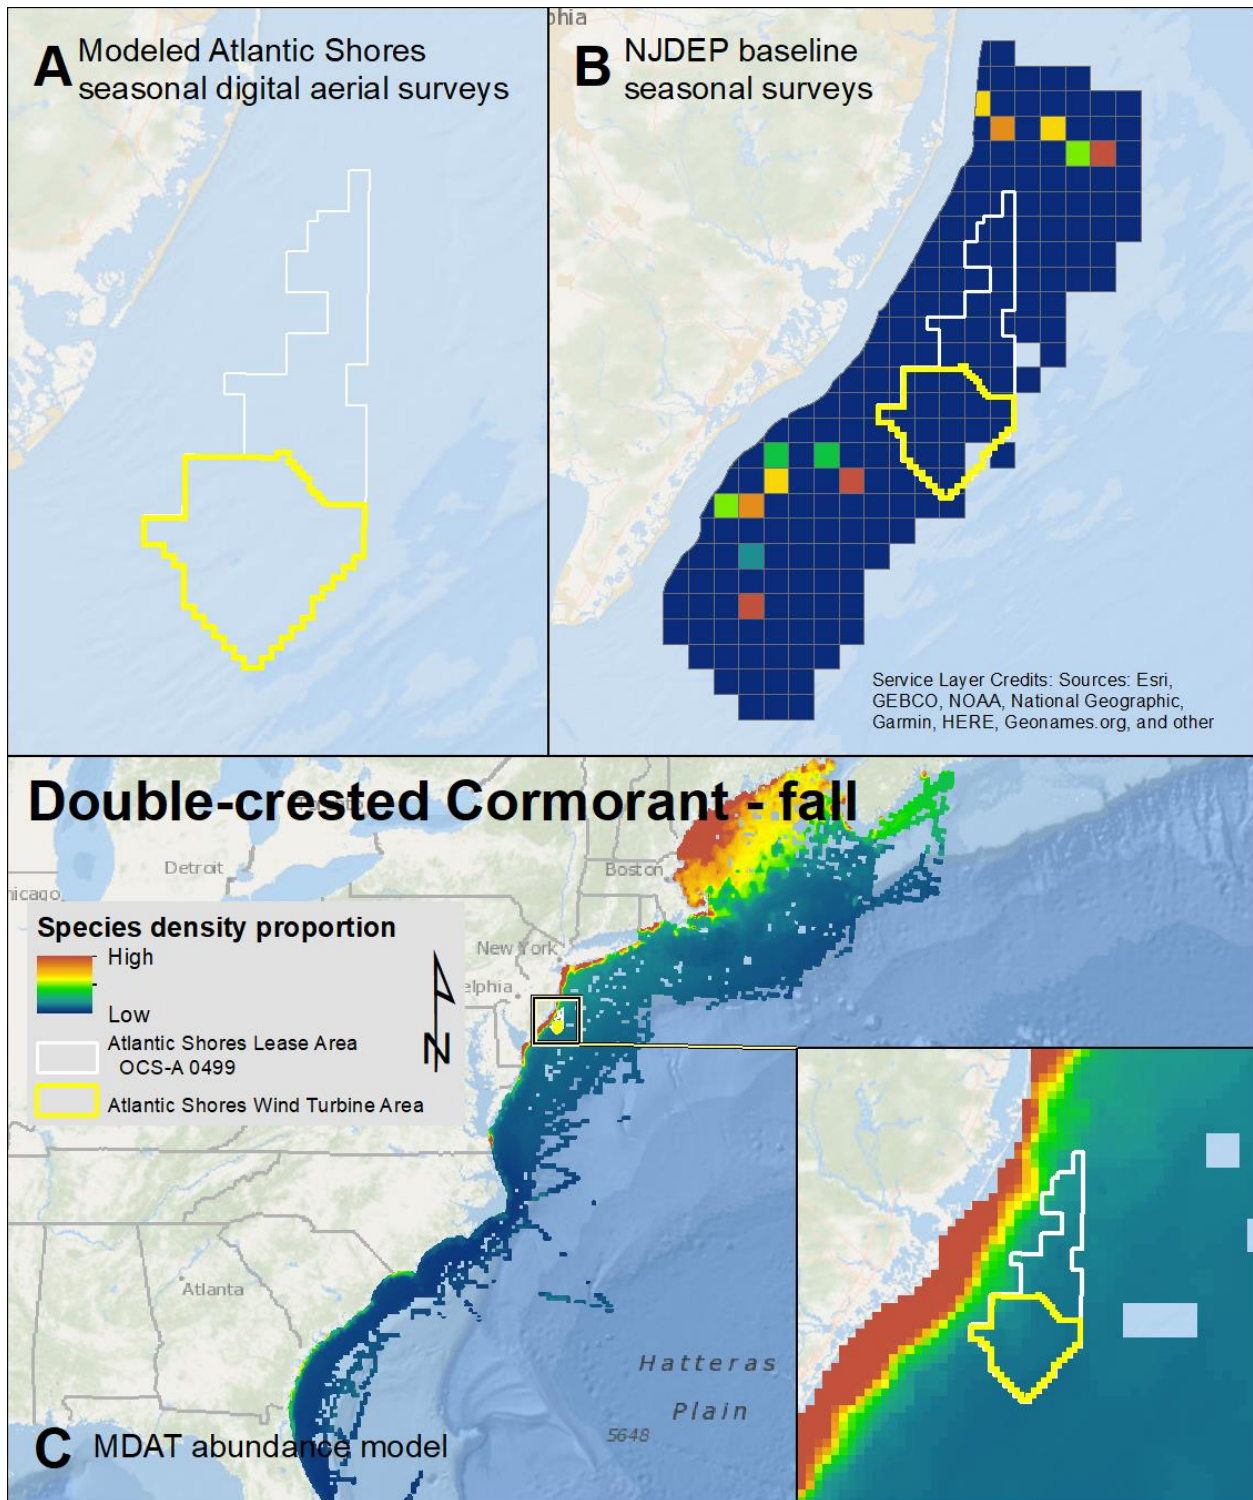 A Modeled Atlantic Shores
seasonal digital aerial surveys
phia
B NJDEP baseline
seasonal surveys
Service Layer Credits: Sources: Esri,
GEBCO, NOAA, National Geographic,
Garmin, HERE, Geonames.org, and other
Double-crested Cormorant - fall
Detroit
Boston
hicago
Species density proportion
High
Low
Atlantic Shores Lease Area
OCS-A 0499
Atlantic Shores Wind Turbine Area
N
New York
elphia
Atlanta
Hatteras
Plain
5648
C MDAT abundance model